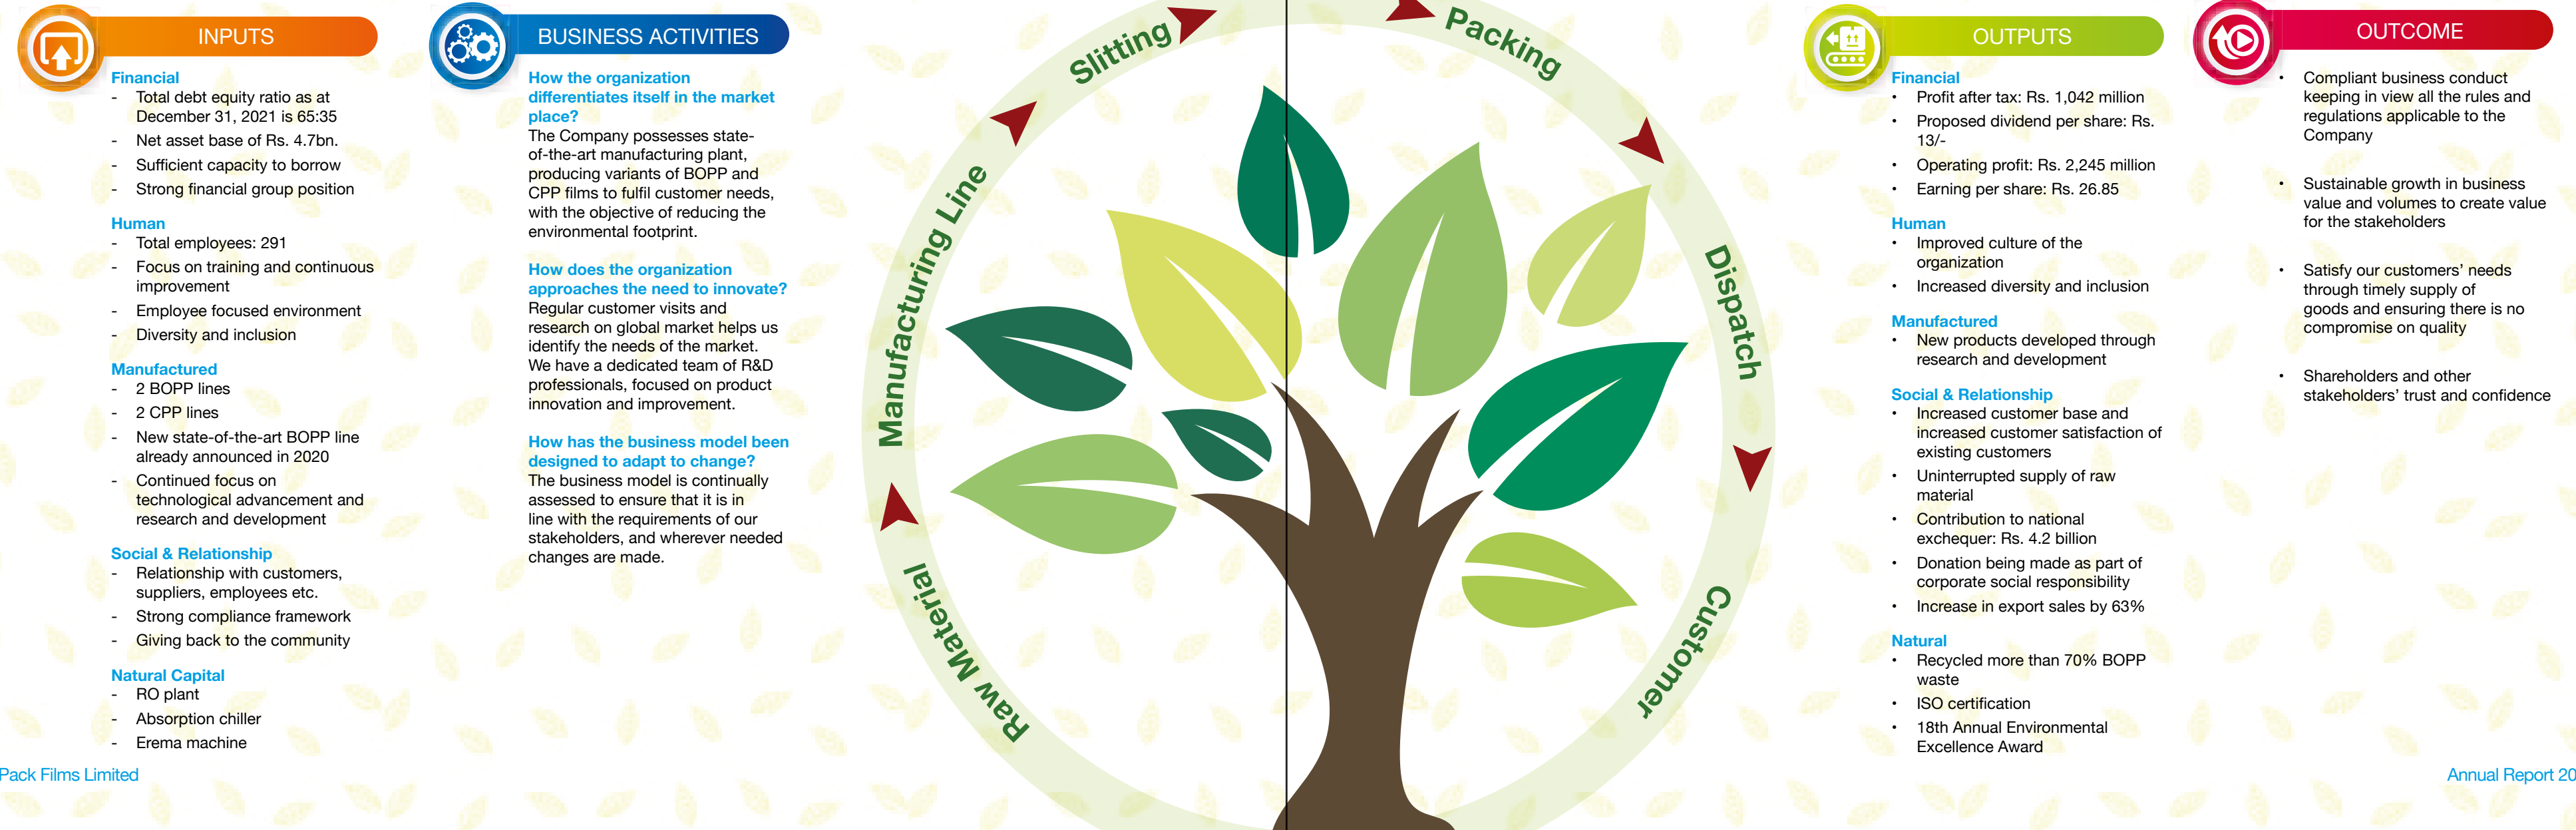 INPUTS
Financial
- Total debt equity ratio as at
December 31, 2021 is 65:35
- Net asset base of Rs. 4.7bn.
- Sufficient capacity to borrow
- Strong financial group position
Human
- Total employees: 291
- Focus on training and continuous
improvement
- Employee focused environment
- Diversity and inclusion
Manufactured
- 2 BOPP lines
- 2 CPP lines
- New state-of-the-art BOPP line
already announced in 2020
- Continued focus on
technological advancement and
research and development
Social & Relationship
- Relationship with customers,
suppliers, employees etc.
- Strong compliance framework
- Giving back to the community
Natural Capital
- RO plant
- Absorption chiller
- Erema machine
BUSINESS ACTIVITIES
How the organization
differentiates itself in the market
place?
The Company possesses state-
of-the-art manufacturing plant,
producing variants of BOPP and
CPP films to fulfil customer needs,
with the objective of reducing the
environmental footprint.
How does the organization
approaches the need to innovate?
Regular customer visits and
research on global market helps us
identify the needs of the market.
We have a dedicated team of R&D
professionals, focused on product
innovation and improvement.
How has the business model been
designed to adapt to change?
The business model is continually
assessed to ensure that it is in
line with the requirements of our
stakeholders, and wherever needed
changes are made.
Raw Material
Manufacturing Line
Slitting
Packing
Dispatch
Customer
OUTPUTS
Financial
• Profit after tax: Rs. 1,042 million
• Proposed dividend per share: Rs.
13/-
• Operating profit: Rs. 2,245 million
• Earning per share: Rs. 26.85
Human
• Improved culture of the
organization
• Increased diversity and inclusion
Manufactured
• New products developed through
research and development
Social & Relationship
• Increased customer base and
increased customer satisfaction of
existing customers
• Uninterrupted supply of raw
material
• Contribution to national
exchequer: Rs. 4.2 billion
• Donation being made as part of
corporate social responsibility
• Increase in export sales by 63%
Natural
• Recycled more than 70% BOPP
waste
• ISO certification
• 18th Annual Environmental
Excellence Award
OUTCOME
• Compliant business conduct
keeping in view all the rules and
regulations applicable to the
Company
• Sustainable growth in business
value and volumes to create value
for the stakeholders
• Satisfy our customers’ needs
through timely supply of
goods and ensuring there is no
compromise on quality
• Shareholders and other
stakeholders’ trust and confidence
Pack Films Limited
Annual Report 20